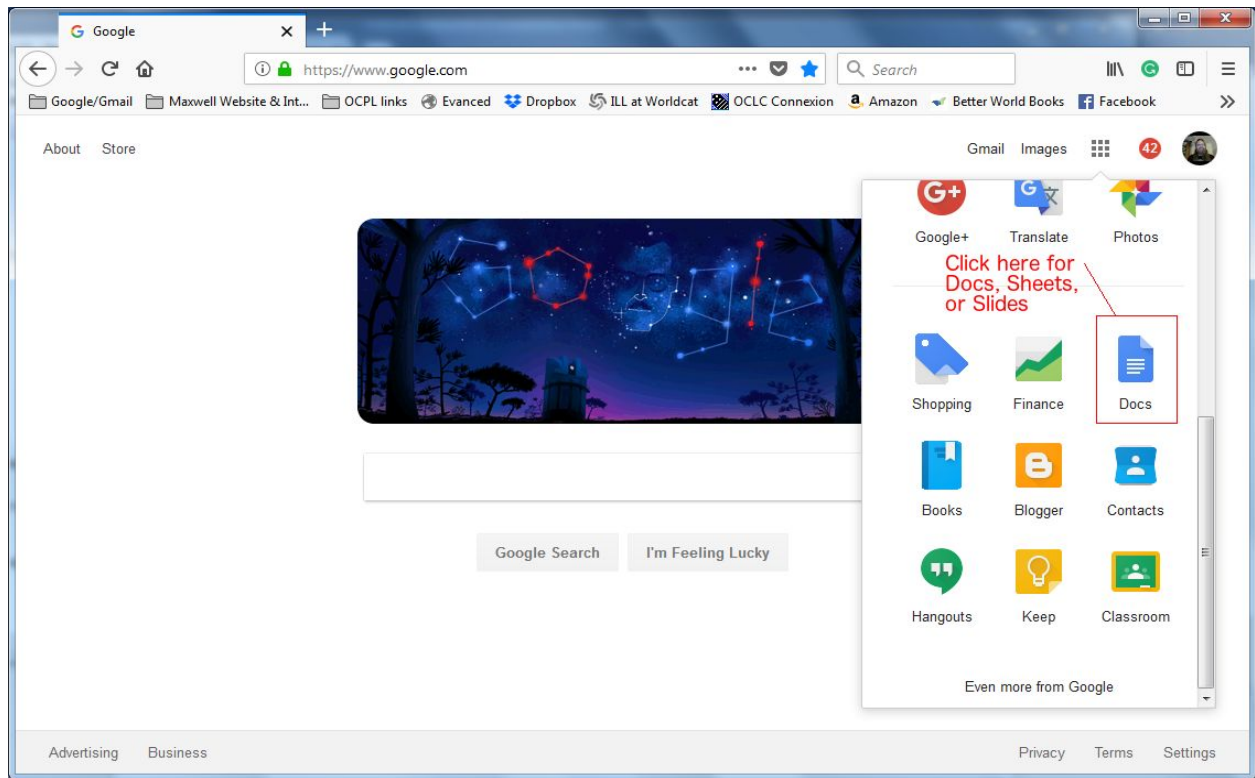 G Google
https://www.google.com
Search
Google/Gmail Maxwell Website & Int... OCPL links Evanced Dropbox ILL at Worldcat OCLC Connexion a Amazon Better World Books f Facebook
About Store
Gmail Images 42
G+ G
Google+ Translate Photos
Click here for
Docs, Sheets,
or Slides
Shopping Finance Docs
Books Blogger Contacts
Hangouts Keep Classroom
Google Search I'm Feeling Lucky
Even more from Google
Advertising Business Privacy Terms Settings